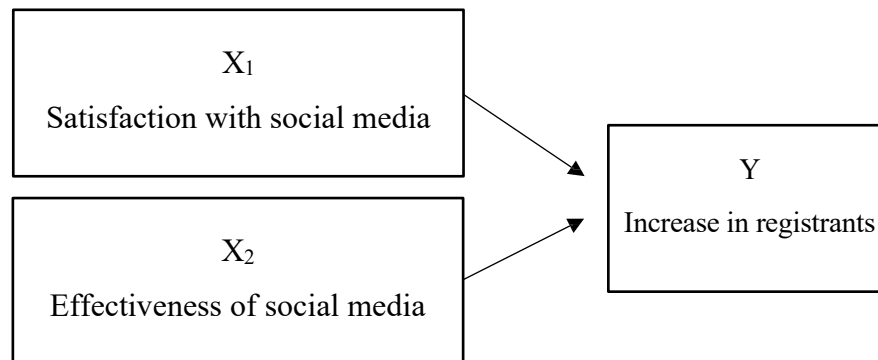 X₁
Satisfaction with social media
Y
Increase in registrants
X₂
Effectiveness of social media